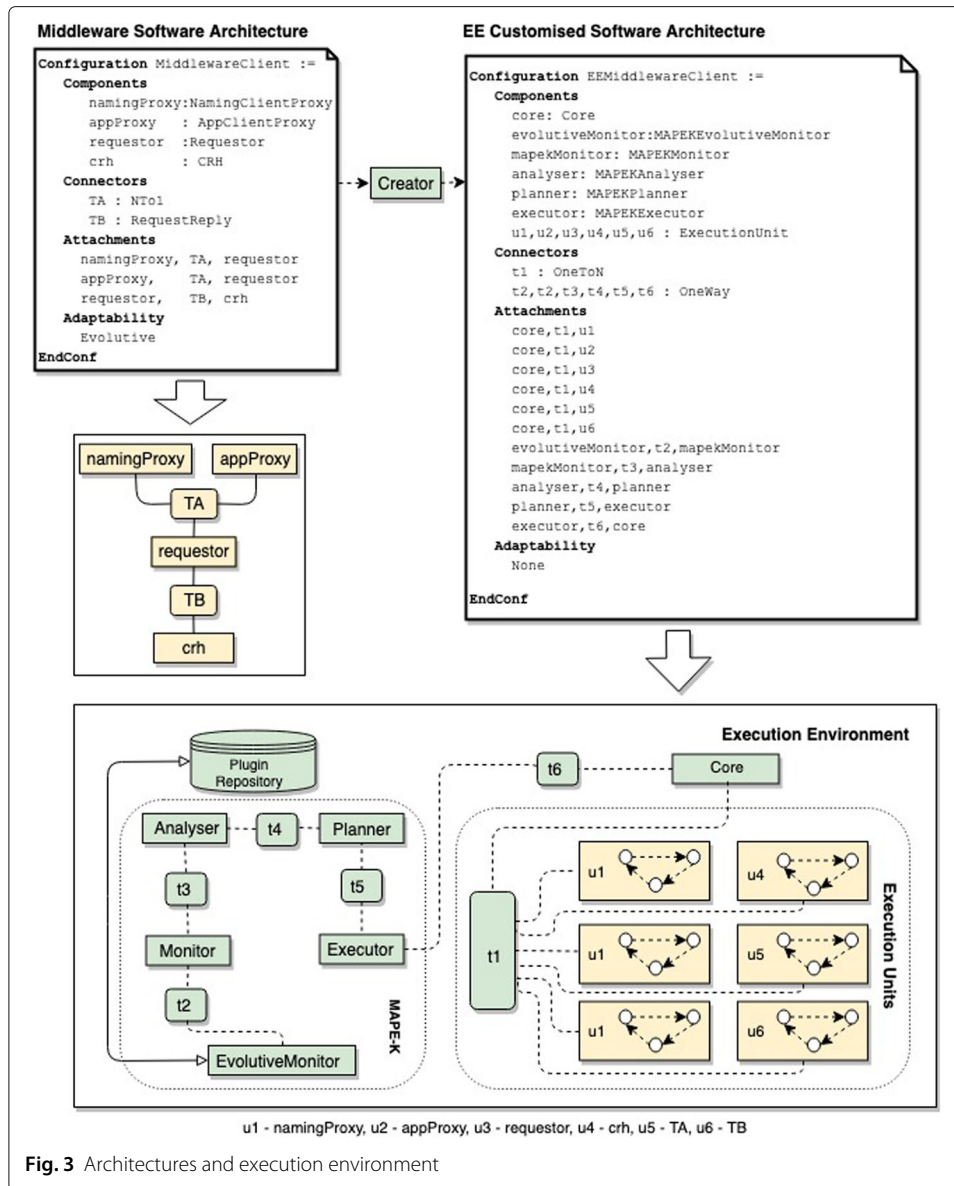 Middleware Software Architecture
Configuration MiddlewareClient :=
Components
namingProxy:NamingClientProxy
appProxy : AppClientProxy
requestor :Requestor
crh : CRH
Connectors
TA : NTo1
TB : RequestReply
Attachments
namingProxy, TA, requestor
appProxy, TA, requestor
requestor, TB, crh
Adaptability
Evolutive
EndConf
Creator
EE Customised Software Architecture
Configuration EEMiddlewareClient :=
Components
core: Core
evolutiveMonitor:MAPEKEvolutiveMonitor
mapekMonitor: MAPEKMonitor
analyser: MAPEKAnalyser
planner: MAPEKPlanner
executor: MAPEKExecutor
u1,u2,u3,u4,u5,u6 : ExecutionUnit
Connectors
t1 : OneToN
t2,t2,t3,t4,t5,t6 : OneWay
Attachments
core,t1,u1
core,t1,u2
core,t1,u3
core,t1,u4
core,t1,u5
core,t1,u6
evolutiveMonitor,t2,mapekMonitor
mapekMonitor,t3,analyser
analyser,t4,planner
planner,t5,executor
executor,t6,core
Adaptability
None
EndConf
namingProxy
appProxy
TA
requestor
TB
crh
Execution Environment
Plugin
Repository
t6
Core
Analyser
t4
Planner
t3
t5
Monitor
Executor
t2
EvolutiveMonitor
MAPE-K
t1
u1
u4
u1
u5
u1
u6
Execution Units
u1 - namingProxy, u2 - appProxy, u3 - requestor, u4 - crh, u5 - TA, u6 - TB
Fig. 3 Architectures and execution environment